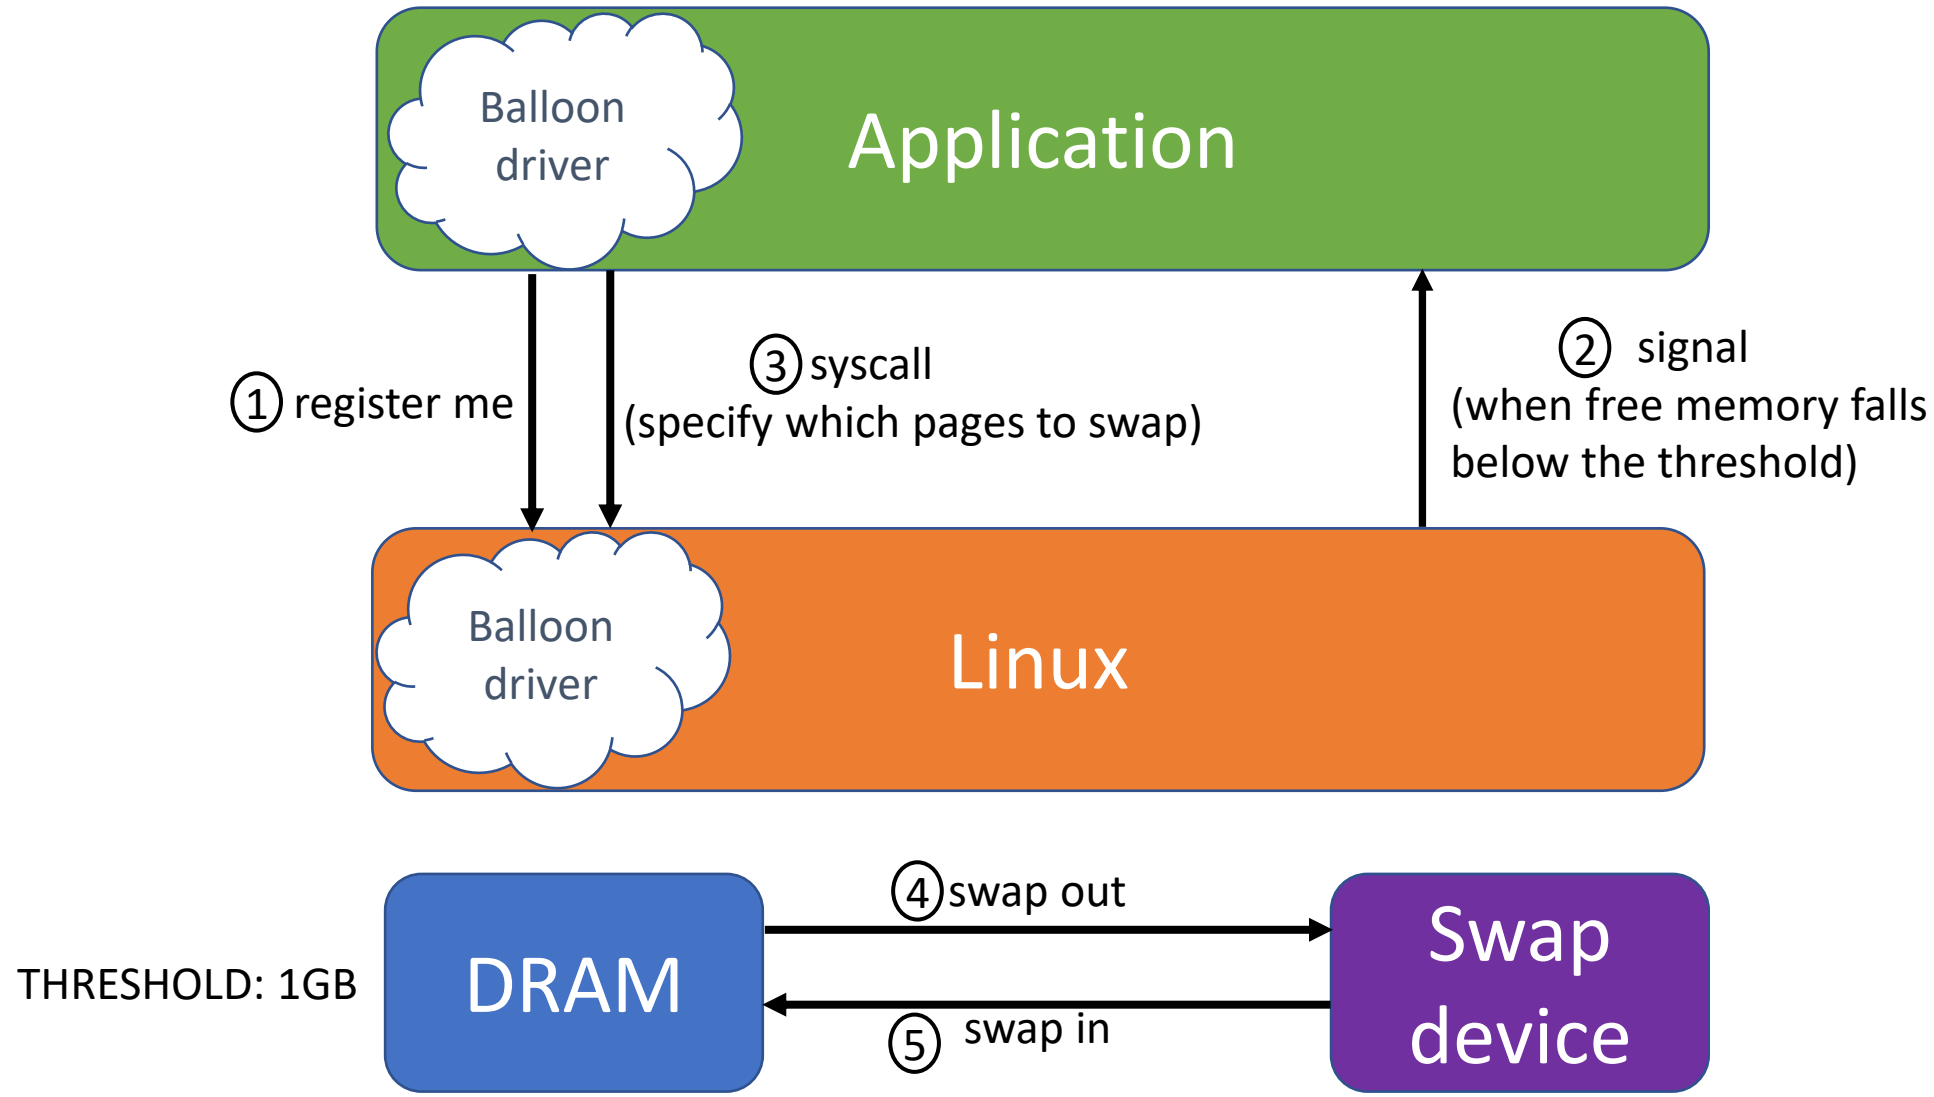 Balloon
driver
Application
1 register me
3 syscall
(specify which pages to swap)
2 signal
(when free memory falls
below the threshold)
Balloon
driver
Linux
THRESHOLD: 1GB
DRAM
4 swap out
5 swap in
Swap
device